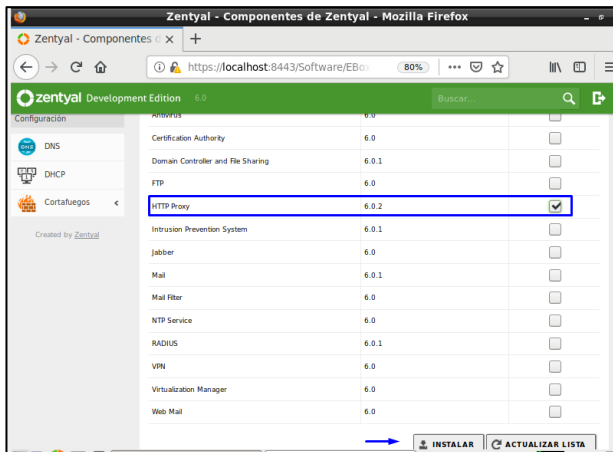 Zentyal - Componentes de Zentyal - Mozilla Firefox
Zentyal - Componentes d
https://localhost:8443/Software/EBo
80%
zentyal Development Edition 6.0
Buscar...
Configuración
DNS
DHCP
Cortafuegos
Created by Zentyal
Antivirus 6.0
Certification Authority 6.0
Domain Controller and File Sharing 6.0.1
FTP 6.0
HTTP Proxy 6.0.2
Intrusion Prevention System 6.0.1
Jabber 6.0
Mail 6.0.1
Mail Filter 6.0
NTP Service 6.0
RADIUS 6.0.1
VPN 6.0
Virtualization Manager 6.0
Web Mail 6.0
INSTALAR
ACTUALIZAR LISTA